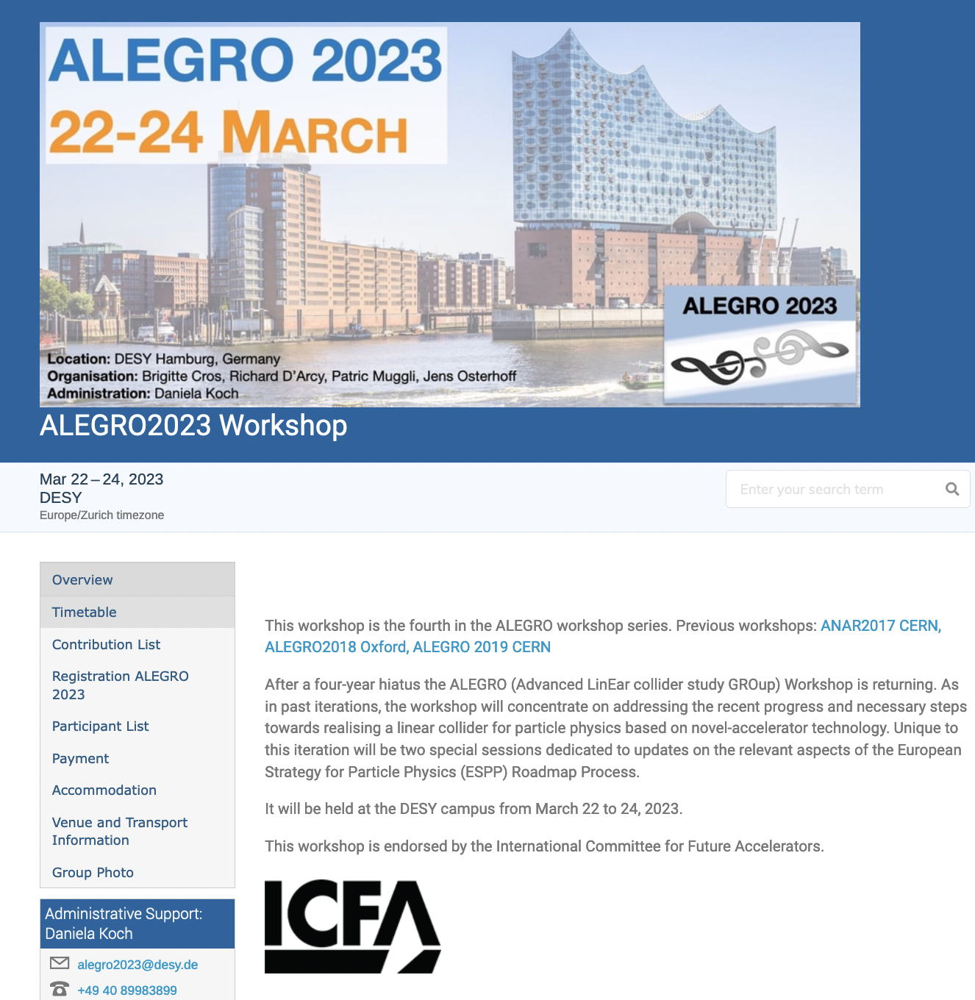 ALEGRO 2023
22-24 MARCH
Location: DESY Hamburg, Germany
Organisation: Brigitte Cros, Richard D'Arcy, Patric Muggli, Jens Osterhoff
Administration: Daniela Koch
ALEGRO 2023
ALEGRO2023 Workshop
Mar 22 – 24, 2023
DESY
Europe/Zurich timezone
Enter your search term
Overview
Timetable
Contribution List
Registration ALEGRO
2023
Participant List
Payment
Accommodation
Venue and Transport
Information
Group Photo
Administrative Support:
Daniela Koch
alegro2023@desy.de
+49 40 89983899
This workshop is the fourth in the ALEGRO workshop series. Previous workshops: ANAR2017 CERN,
ALEGRO2018 Oxford, ALEGRO 2019 CERN
After a four-year hiatus the ALEGRO (Advanced LinEar collider study GROup) Workshop is returning. As
in past iterations, the workshop will concentrate on addressing the recent progress and necessary steps
towards realising a linear collider for particle physics based on novel-accelerator technology. Unique to
this iteration will be two special sessions dedicated to updates on the relevant aspects of the European
Strategy for Particle Physics (ESPP) Roadmap Process.
It will be held at the DESY campus from March 22 to 24, 2023.
This workshop is endorsed by the International Committee for Future Accelerators.
ICFA